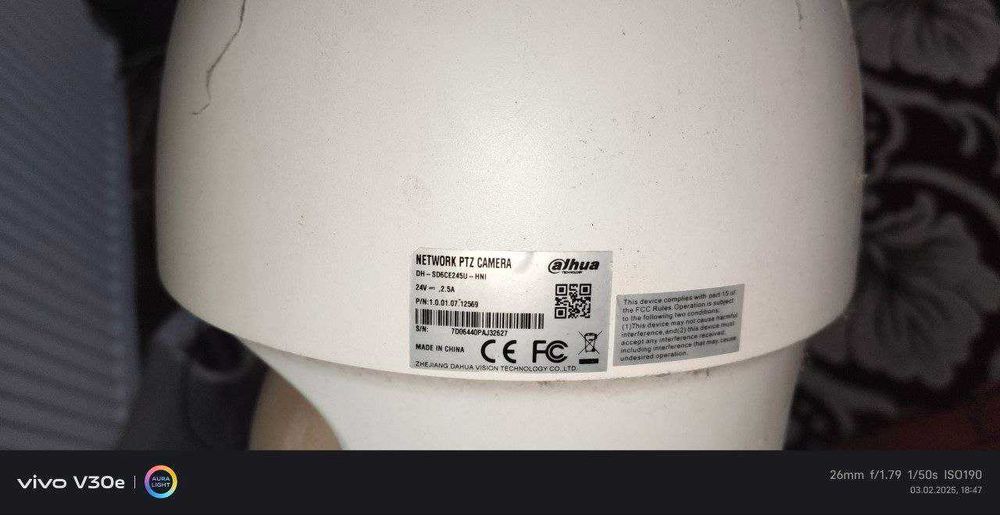 NETWORK PTZ CAMERA
alhua
TECHNOLOGY
DH-SD6CE245U-HNI
24V⎓,2.5A
P/N:1.0.01.07.12569
S/N: 7D06440PAJ32627
MADE IN CHINA
CE FC
ZHEJIANG DAHUA VISION TECHNOLOGY CO.,LTD.
This device complies with part 15 of
the FCC Rules. Operation is subject
to the following two conditions:
(1)This device may not cause harmful
interference,and(2) this device must
accept any interference received,
including interference that may cause
undesired operation.
vivo V30e | AURA
LIGHT
26mm f/1.79 1/50s ISO190
03.02.2025, 18:47